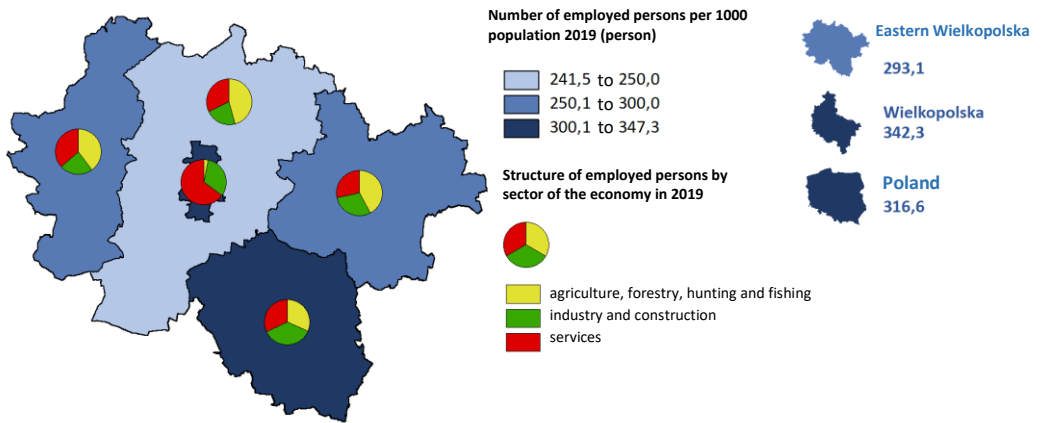 Number of employed persons per 1000
population 2019 (person)
241,5 to 250,0
250,1 to 300,0
300,1 to 347,3
Structure of employed persons by
sector of the economy in 2019
agriculture, forestry, hunting and fishing
industry and construction
services
Eastern Wielkopolska
293,1
Wielkopolska
342,3
Poland
316,6